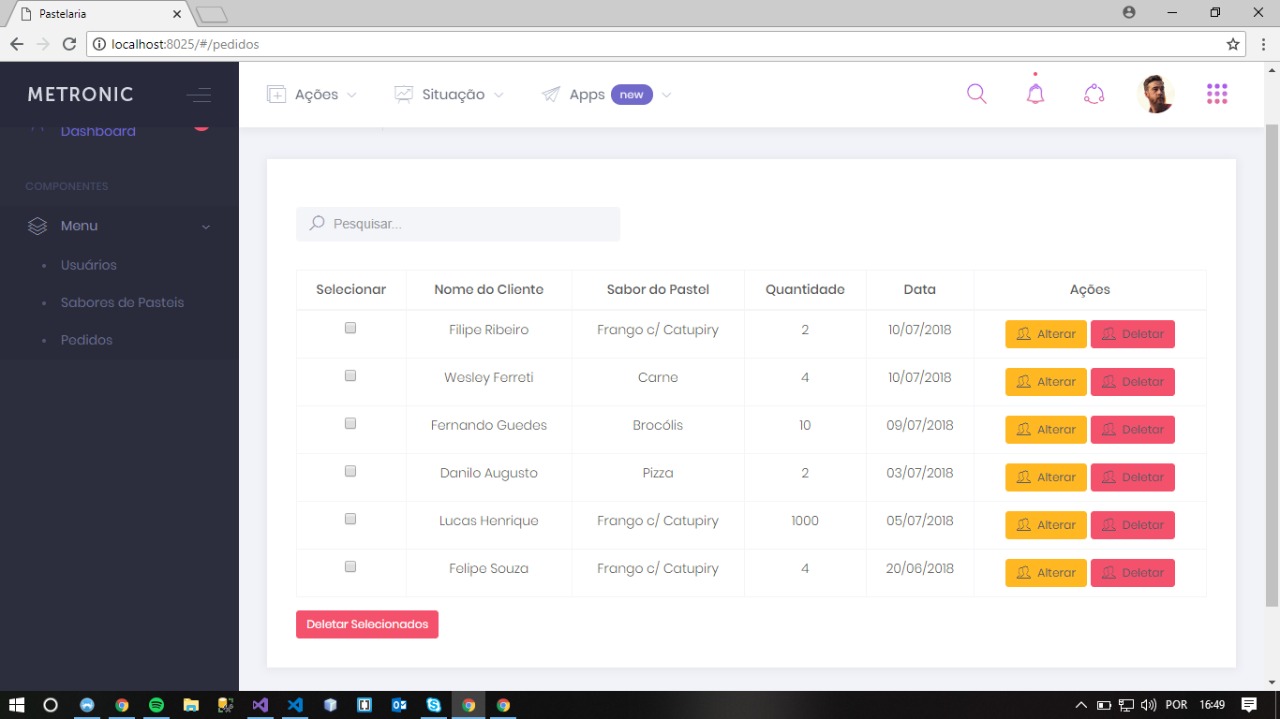 Pastelaria
localhost:8025/#/pedidos
METRONIC
Ações
Situação
Apps new
Dashboard
COMPONENTES
Menu
Usuários
Sabores de Pasteis
Pedidos
Pesquisar...
Selecionar Nome do Cliente Sabor do Pastel Quantidade Data Ações
Filipe Ribeiro Frango c/ Catupiry 2 10/07/2018 Alterar Deletar
Wesley Ferreti Carne 4 10/07/2018 Alterar Deletar
Fernando Guedes Brocólis 10 09/07/2018 Alterar Deletar
Danilo Augusto Pizza 2 03/07/2018 Alterar Deletar
Lucas Henrique Frango c/ Catupiry 1000 05/07/2018 Alterar Deletar
Felipe Souza Frango c/ Catupiry 4 20/06/2018 Alterar Deletar
Deletar Selecionados
POR 16:49